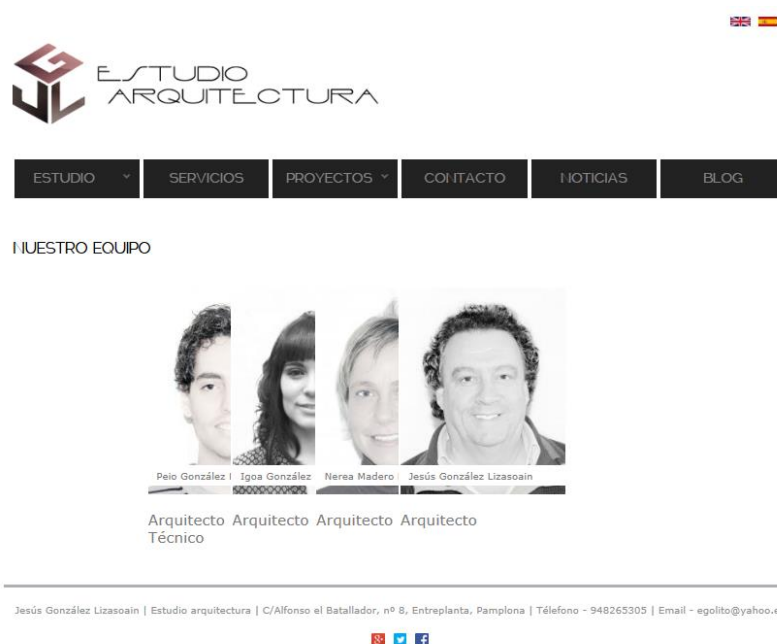 GJL
ESTUDIO
ARQUITECTURA
ESTUDIO SERVICIOS PROYECTOS CONTACTO NOTICIAS BLOG
NUESTRO EQUIPO
Peio González Igoa González Nerea Madero Jesús González Lizasoain
Arquitecto Técnico Arquitecto Arquitecto Arquitecto
Jesús González Lizasoain | Estudio arquitectura | C/Alfonso el Batallador, nº 8, Entreplanta, Pamplona | Télefono - 948265305 | Email - egolito@yahoo.e